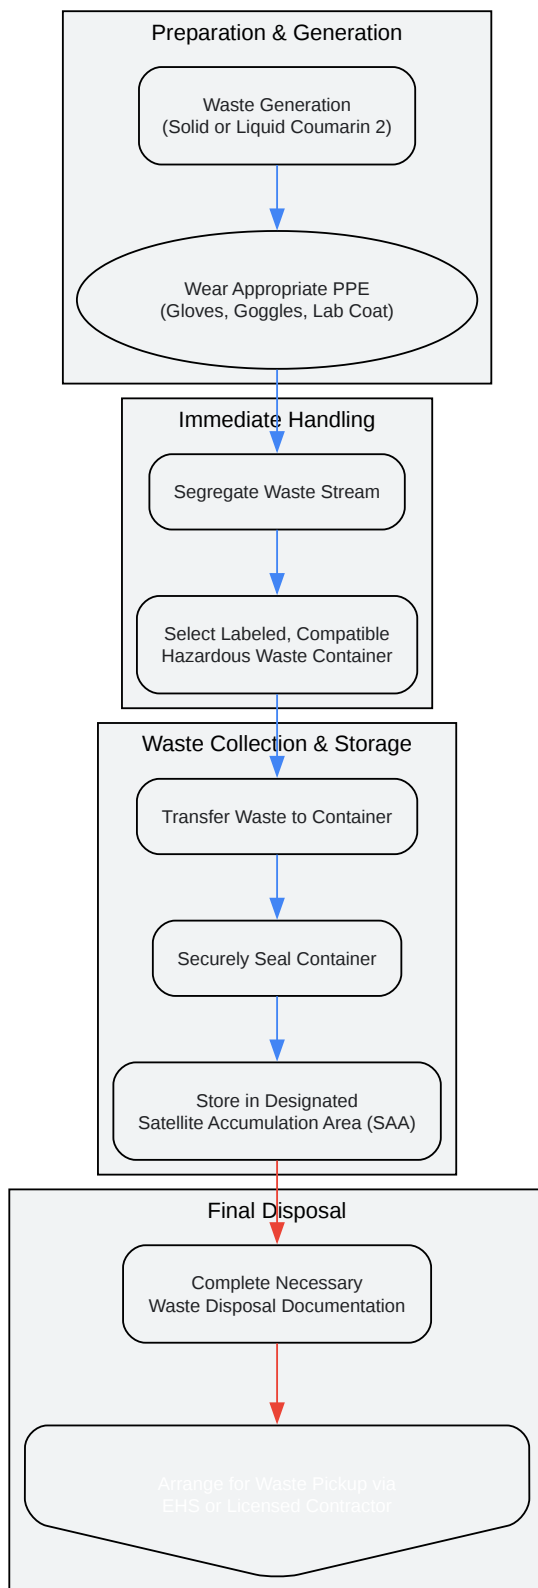 Preparation & Generation
Waste Generation
(Solid or Liquid Coumarin 2)
Wear Appropriate PPE
(Gloves, Goggles, Lab Coat)
Immediate Handling
Segregate Waste Stream
Select Labeled, Compatible
Hazardous Waste Container
Waste Collection & Storage
Transfer Waste to Container
Securely Seal Container
Store in Designated
Satellite Accumulation Area (SAA)
Final Disposal
Complete Necessary
Waste Disposal Documentation
Arrange for Waste Pickup via
EHS or Licensed Contractor